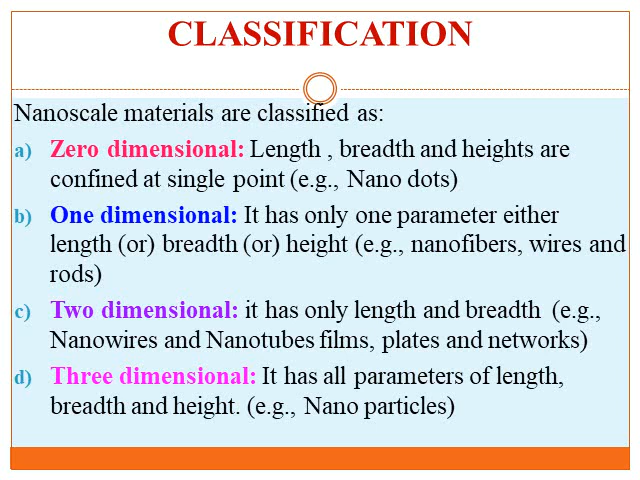 CLASSIFICATION
Nanoscale materials are classified as:
a) Zero dimensional: Length , breadth and heights are
confined at single point (e.g., Nano dots)
b) One dimensional: It has only one parameter either
length (or) breadth (or) height (e.g., nanofibers, wires and
rods)
c) Two dimensional: it has only length and breadth (e.g.,
Nanowires and Nanotubes films, plates and networks)
d) Three dimensional: It has all parameters of length,
breadth and height. (e.g., Nano particles)